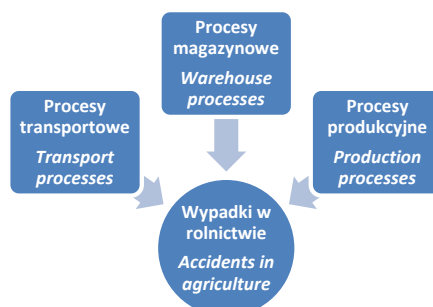 Procesy
magazynowe
Warehouse
processes
Procesy
transportowe
Transport
processes
Procesy
produkcyjne
Production
processes
Wypadki w
rolnictwie
Accidents in
agriculture